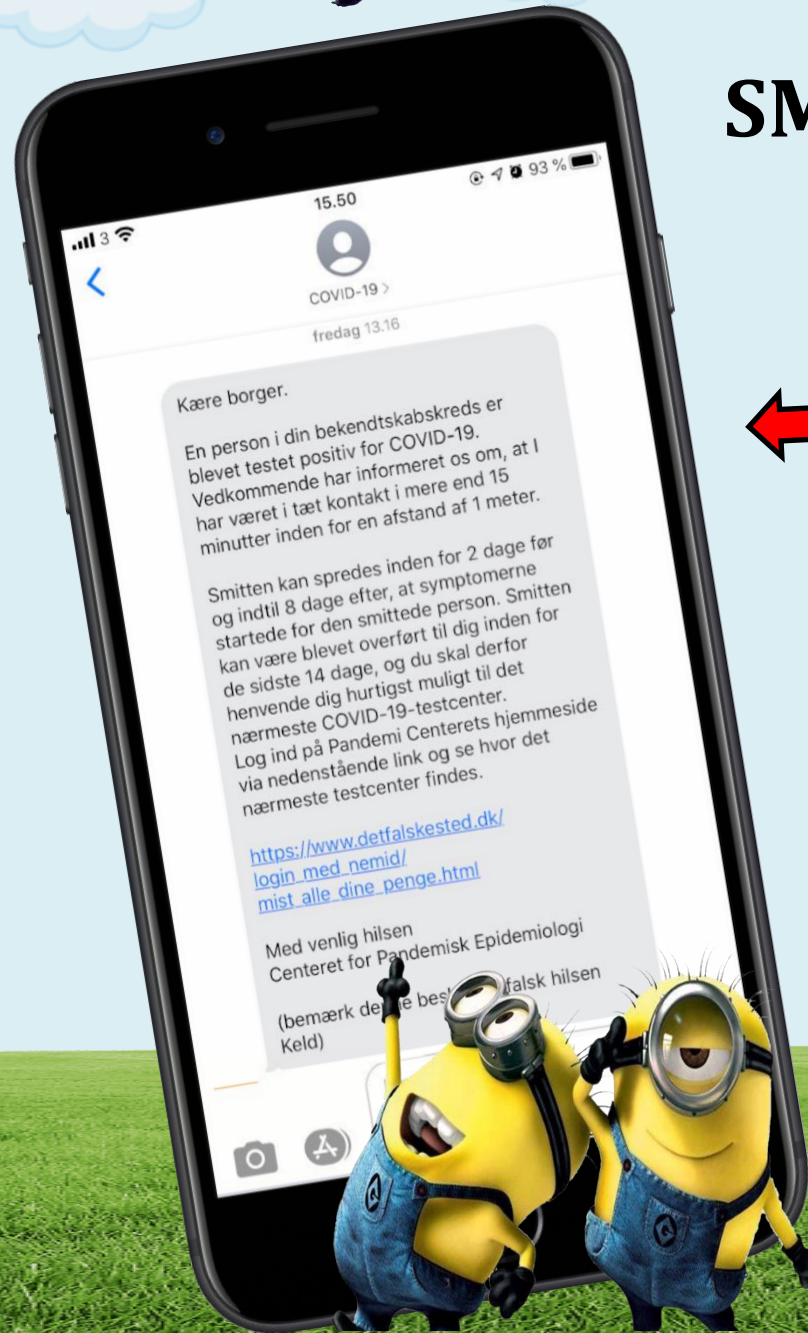 SM
3
15.50
93 %
COVID-19
fredag 13.16
Kære borger.
En person i din bekendtskabskreds er
blevet testet positiv for COVID-19.
Vedkommende har informeret os om, at I
har været i tæt kontakt i mere end 15
minutter inden for en afstand af 1 meter.
Smitten kan spredes inden for 2 dage før
og indtil 8 dage efter, at symptomerne
startede for den smittede person. Smitten
kan være blevet overført til dig inden for
de sidste 14 dage, og du skal derfor
henvende dig hurtigst muligt til det
nærmeste COVID-19-testcenter.
Log ind på Pandemi Centerets hjemmeside
via nedenstående link og se hvor det
nærmeste testcenter findes.
https://www.detfalskested.dk/
login_med_nemid/
mist_alle_dine_penge.html
Med venlig hilsen
Centeret for Pandemisk Epidemiologi
(bemærk falsk hilsen
Keld)